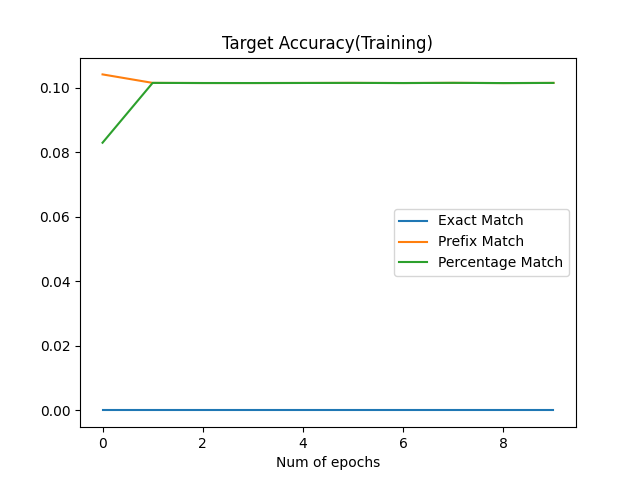 Target Accuracy(Training)
0.10
0.08
0.06
0.04
0.02
0.00
Exact Match
Prefix Match
Percentage Match
0 2 4 6 8
Num of epochs